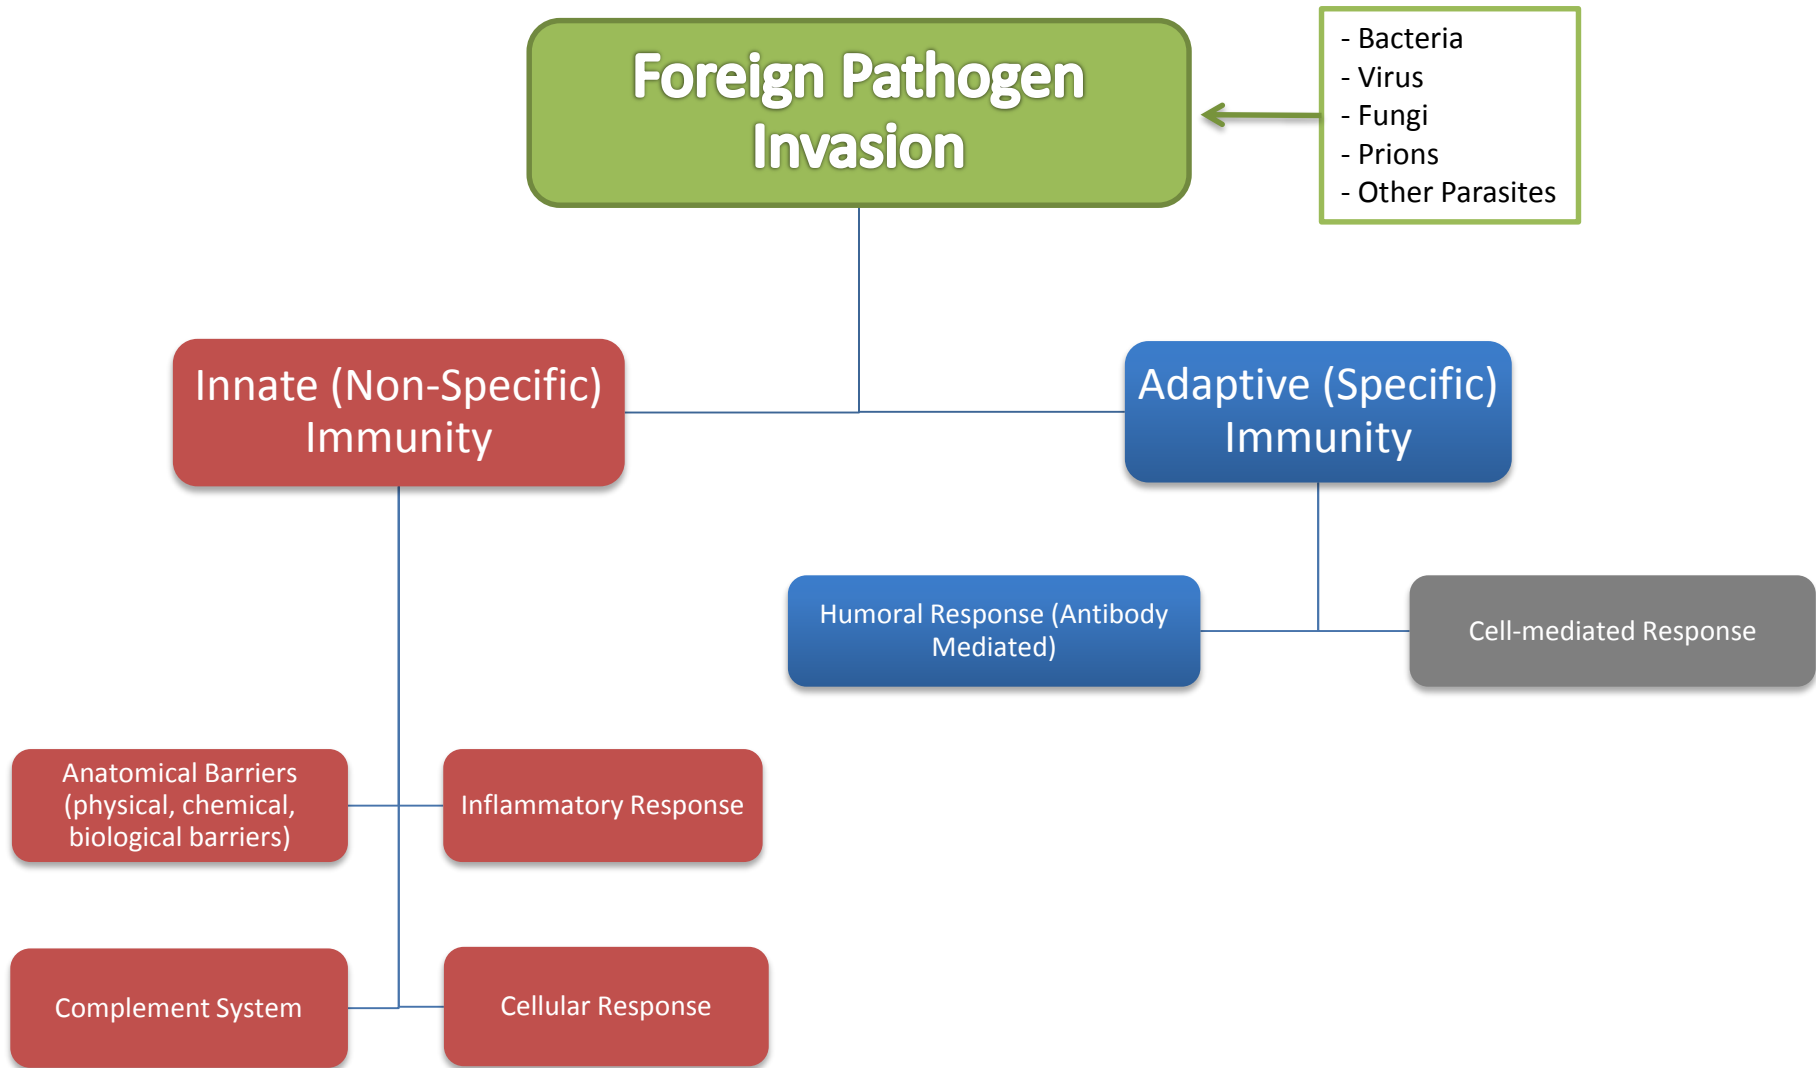 Foreign Pathogen
Invasion
- Bacteria
- Virus
- Fungi
- Prions
- Other Parasites
Innate (Non-Specific)
Immunity
Adaptive (Specific)
Immunity
Humoral Response (Antibody
Mediated)
Cell-mediated Response
Anatomical Barriers
(physical, chemical,
biological barriers)
Inflammatory Response
Complement System
Cellular Response